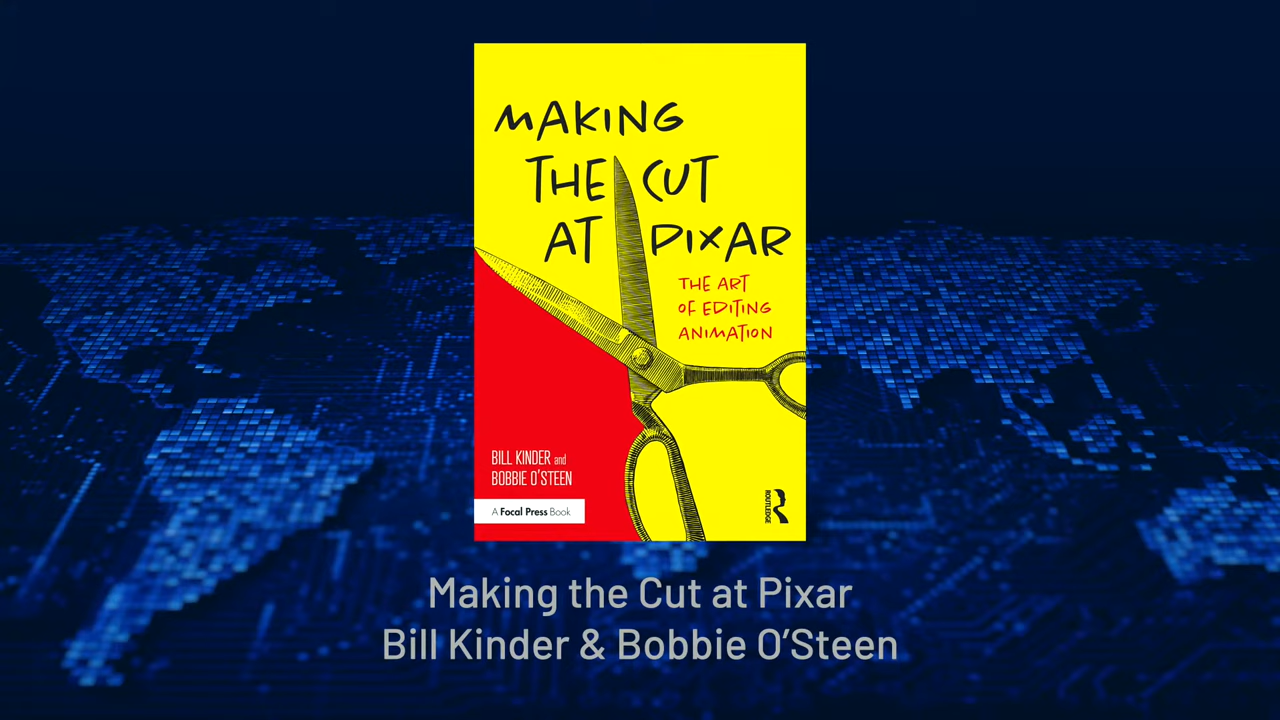 MAKING
THE CUT
AT PIXAR
THE ART
OF EDITING
ANIMATION
BILL KINDER and
BOBBIE O'STEEN
A Focal Press Book
ROUTLEDGE
Making the Cut at Pixar
Bill Kinder & Bobbie O’Steen